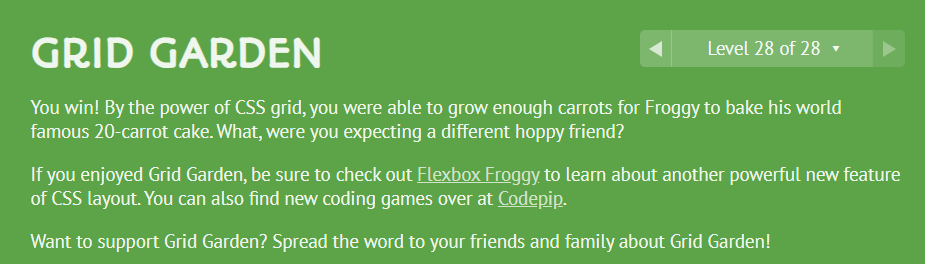 GRID GARDEN
Level 28 of 28
You win! By the power of CSS grid, you were able to grow enough carrots for Froggy to bake his world
famous 20-carrot cake. What, were you expecting a different hoppy friend?
If you enjoyed Grid Garden, be sure to check out Flexbox Froggy to learn about another powerful new feature
of CSS layout. You can also find new coding games over at Codepip.
Want to support Grid Garden? Spread the word to your friends and family about Grid Garden!